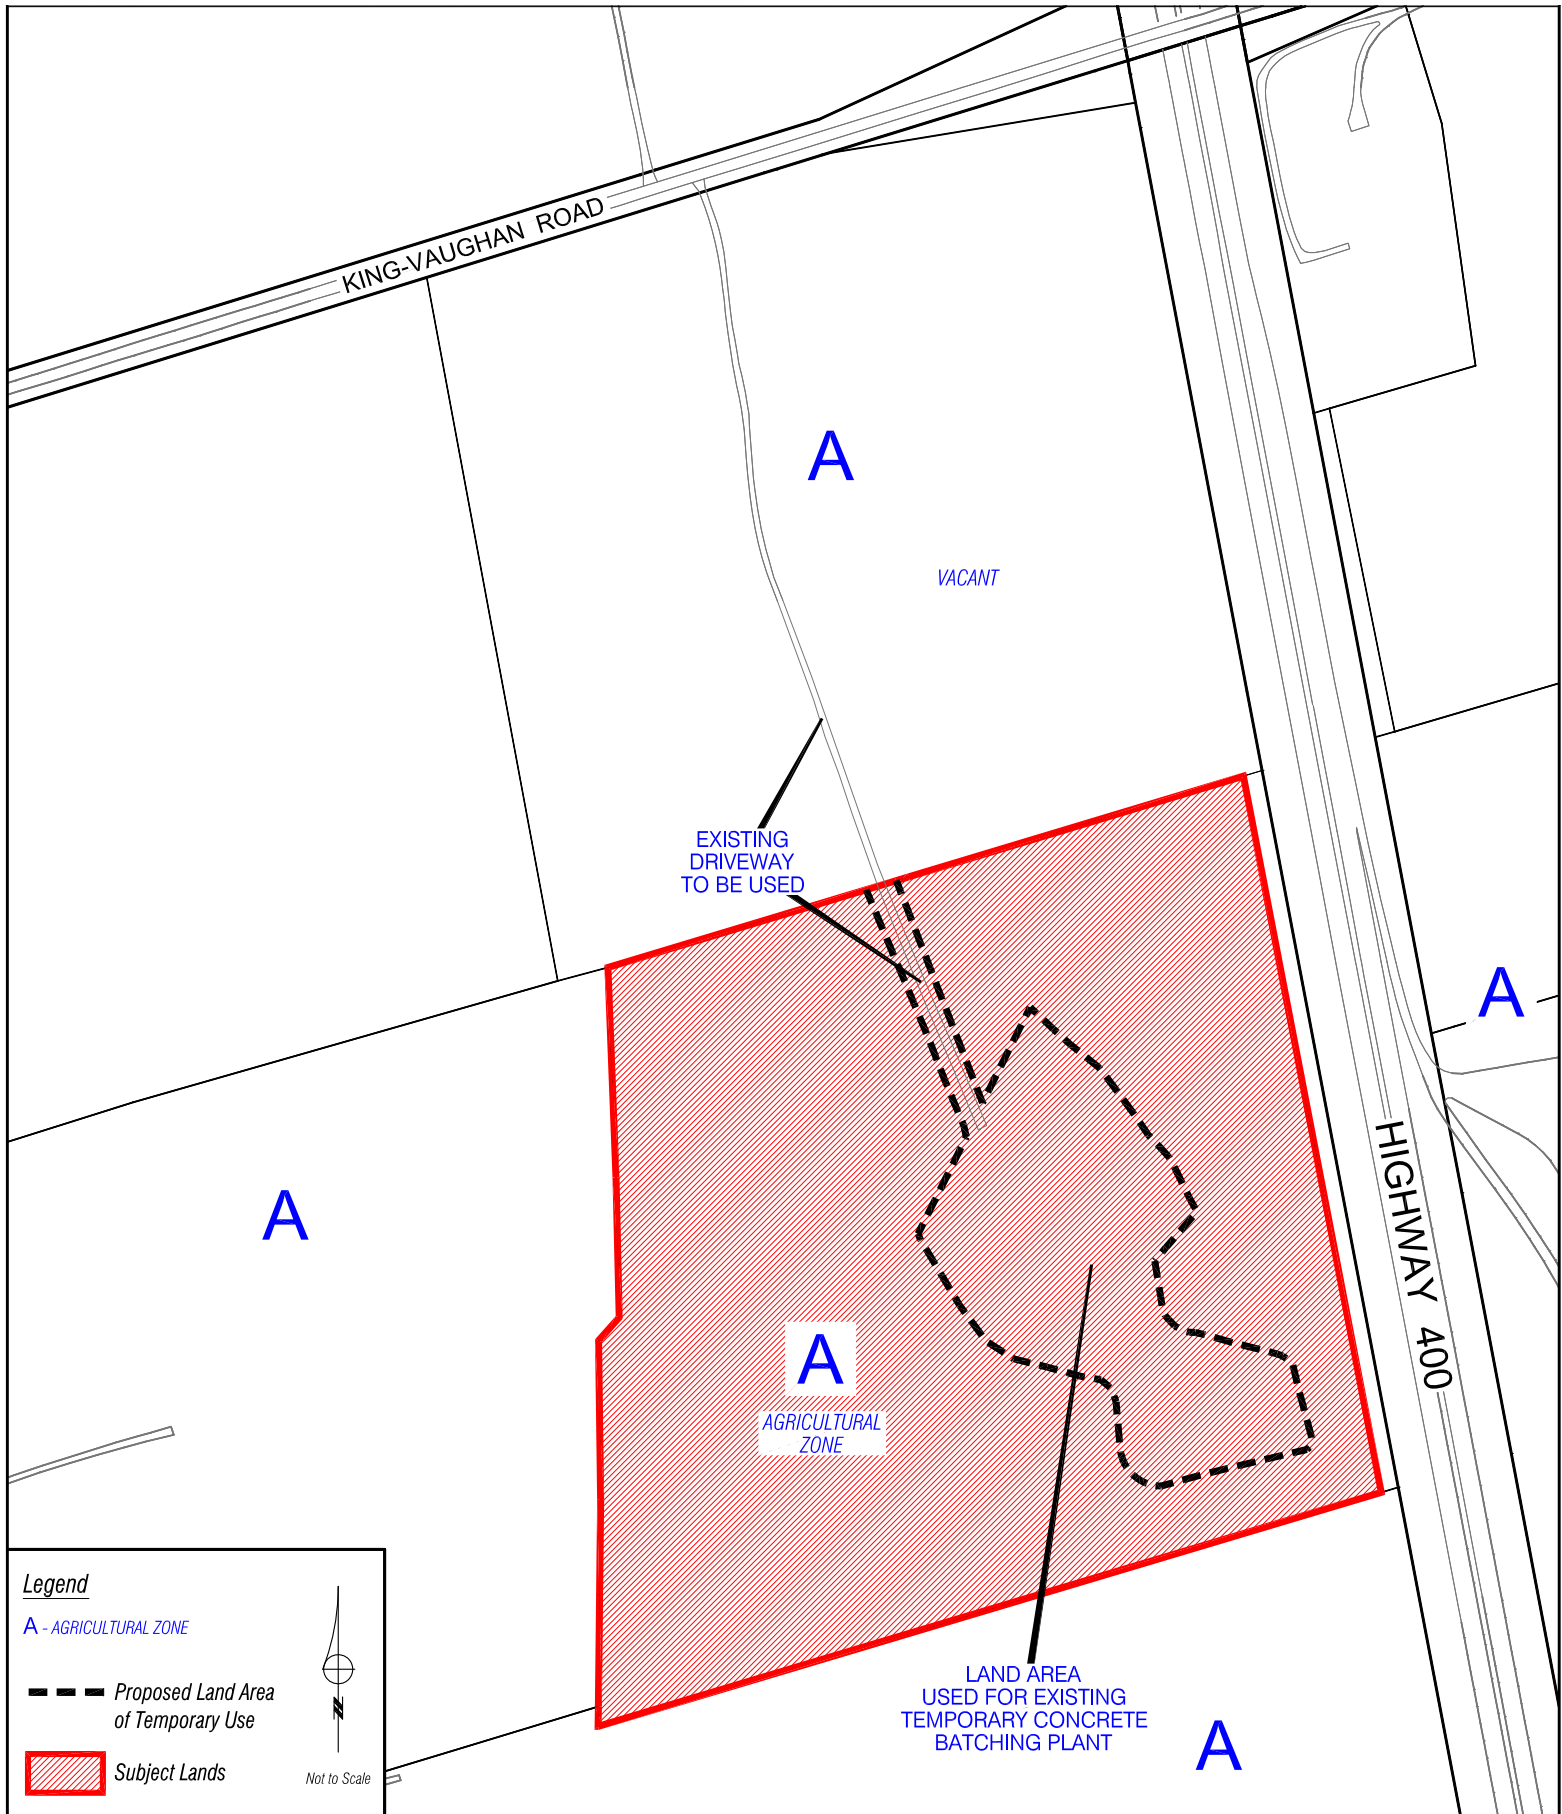 KING-VAUGHAN ROAD
A
VACANT
EXISTING
DRIVEWAY
TO BE USED
A
A
HIGHWAY 400
A
AGRICULTURAL
ZONE
LAND AREA
USED FOR EXISTING
TEMPORARY CONCRETE
BATCHING PLANT
A
Legend
A - AGRICULTURAL ZONE
Proposed Land Area
of Temporary Use
Subject Lands
N
Not to Scale